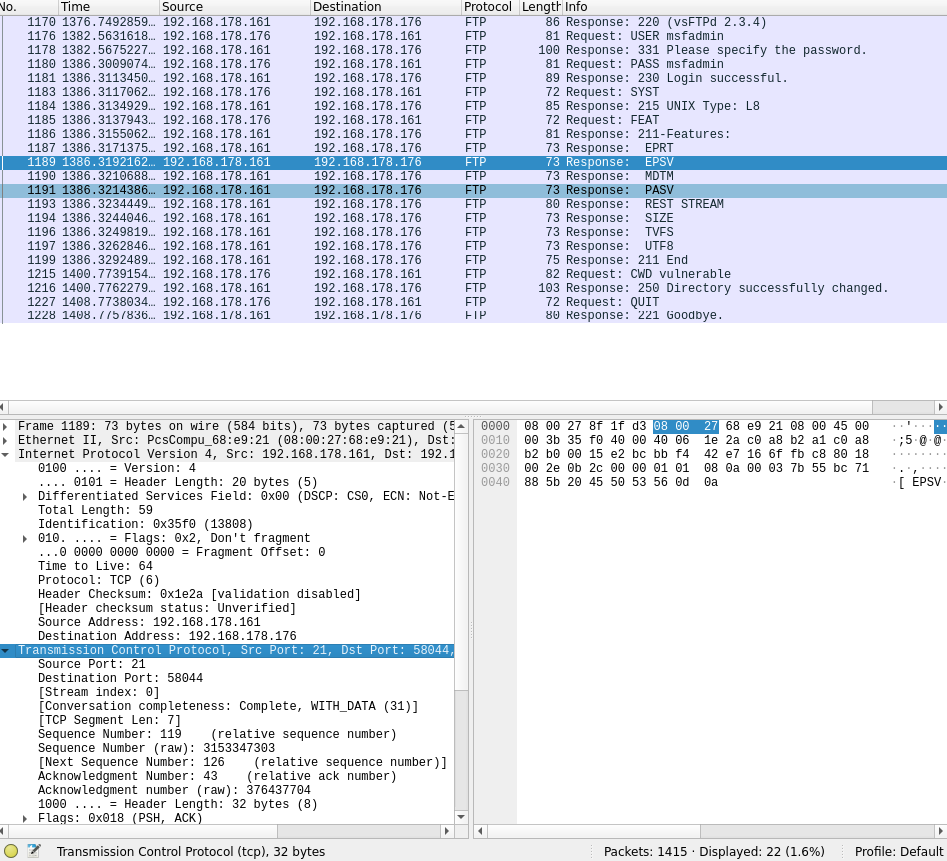 No. Time Source Destination Protocol Length Info
1170 1376.7492859… 192.168.178.161 192.168.178.176 FTP 86 Response: 220 (vsFTPd 2.3.4)
1176 1382.5631618… 192.168.178.176 192.168.178.161 FTP 81 Request: USER msfadmin
1178 1382.5675227… 192.168.178.161 192.168.178.176 FTP 100 Response: 331 Please specify the password.
1180 1386.3009074… 192.168.178.176 192.168.178.161 FTP 81 Request: PASS msfadmin
1181 1386.3113450… 192.168.178.161 192.168.178.176 FTP 89 Response: 230 Login successful.
1183 1386.3117062… 192.168.178.176 192.168.178.161 FTP 72 Request: SYST
1184 1386.3134929… 192.168.178.161 192.168.178.176 FTP 85 Response: 215 UNIX Type: L8
1185 1386.3137943… 192.168.178.176 192.168.178.161 FTP 72 Request: FEAT
1186 1386.3155062… 192.168.178.161 192.168.178.176 FTP 81 Response: 211-Features:
1187 1386.3171375… 192.168.178.161 192.168.178.176 FTP 73 Response: EPRT
1189 1386.3192162… 192.168.178.161 192.168.178.176 FTP 73 Response: EPSV
1190 1386.3210688… 192.168.178.161 192.168.178.176 FTP 73 Response: MDTM
1191 1386.3214386… 192.168.178.161 192.168.178.176 FTP 73 Response: PASV
1193 1386.3234449… 192.168.178.161 192.168.178.176 FTP 80 Response: REST STREAM
1194 1386.3244046… 192.168.178.161 192.168.178.176 FTP 73 Response: SIZE
1196 1386.3249819… 192.168.178.161 192.168.178.176 FTP 73 Response: TVFS
1197 1386.3262846… 192.168.178.161 192.168.178.176 FTP 73 Response: UTF8
1199 1386.3292489… 192.168.178.161 192.168.178.176 FTP 75 Response: 211 End
1215 1400.7739154… 192.168.178.176 192.168.178.161 FTP 82 Request: CWD vulnerable
1216 1400.7762279… 192.168.178.161 192.168.178.176 FTP 103 Response: 250 Directory successfully changed.
1227 1408.7738034… 192.168.178.176 192.168.178.161 FTP 72 Request: QUIT
1228 1408.7757836… 192.168.178.161 192.168.178.176 FTP 80 Response: 221 Goodbye.
Frame 1189: 73 bytes on wire (584 bits), 73 bytes captured (5
Ethernet II, Src: PcsCompu_68:e9:21 (08:00:27:68:e9:21), Dst:
Internet Protocol Version 4, Src: 192.168.178.161, Dst: 192.1
0100 .... = Version: 4
.... 0101 = Header Length: 20 bytes (5)
Differentiated Services Field: 0x00 (DSCP: CS0, ECN: Not-E
Total Length: 59
Identification: 0x35f0 (13808)
010. .... = Flags: 0x2, Don't fragment
...0 0000 0000 0000 = Fragment Offset: 0
Time to Live: 64
Protocol: TCP (6)
Header Checksum: 0x1e2a [validation disabled]
[Header checksum status: Unverified]
Source Address: 192.168.178.161
Destination Address: 192.168.178.176
Transmission Control Protocol, Src Port: 21, Dst Port: 58044,
Source Port: 21
Destination Port: 58044
[Stream index: 0]
[Conversation completeness: Complete, WITH_DATA (31)]
[TCP Segment Len: 7]
Sequence Number: 119 (relative sequence number)
Sequence Number (raw): 3153347303
[Next Sequence Number: 126 (relative sequence number)]
Acknowledgment Number: 43 (relative ack number)
Acknowledgment number (raw): 376437704
1000 .... = Header Length: 32 bytes (8)
Flags: 0x018 (PSH, ACK)
0000 08 00 27 8f 1f d3 08 00 27 68 e9 21 08 00 45 00 ··'·····
0010 00 3b 35 f0 40 00 40 06 1e 2a c0 a8 b2 a1 c0 a8 ·;5·@·@·
0020 b2 b0 00 15 e2 bc bb f4 42 e7 16 6f fb c8 80 18 ········
0030 00 2e 0b 2c 00 00 01 01 08 0a 00 03 7b 55 bc 71 ·.·,····
0040 88 5b 20 45 50 53 56 0d 0a ·[ EPSV·
Transmission Control Protocol (tcp), 32 bytes
Packets: 1415 · Displayed: 22 (1.6%)
Profile: Default